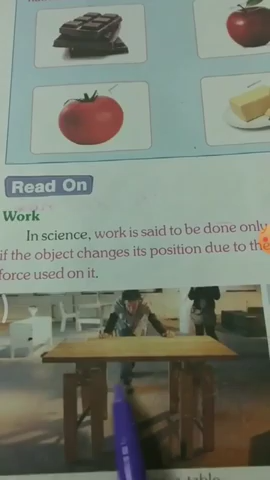 Read On
Work
In science, work is said to be done only
if the object changes its position due to the
force used on it.
table